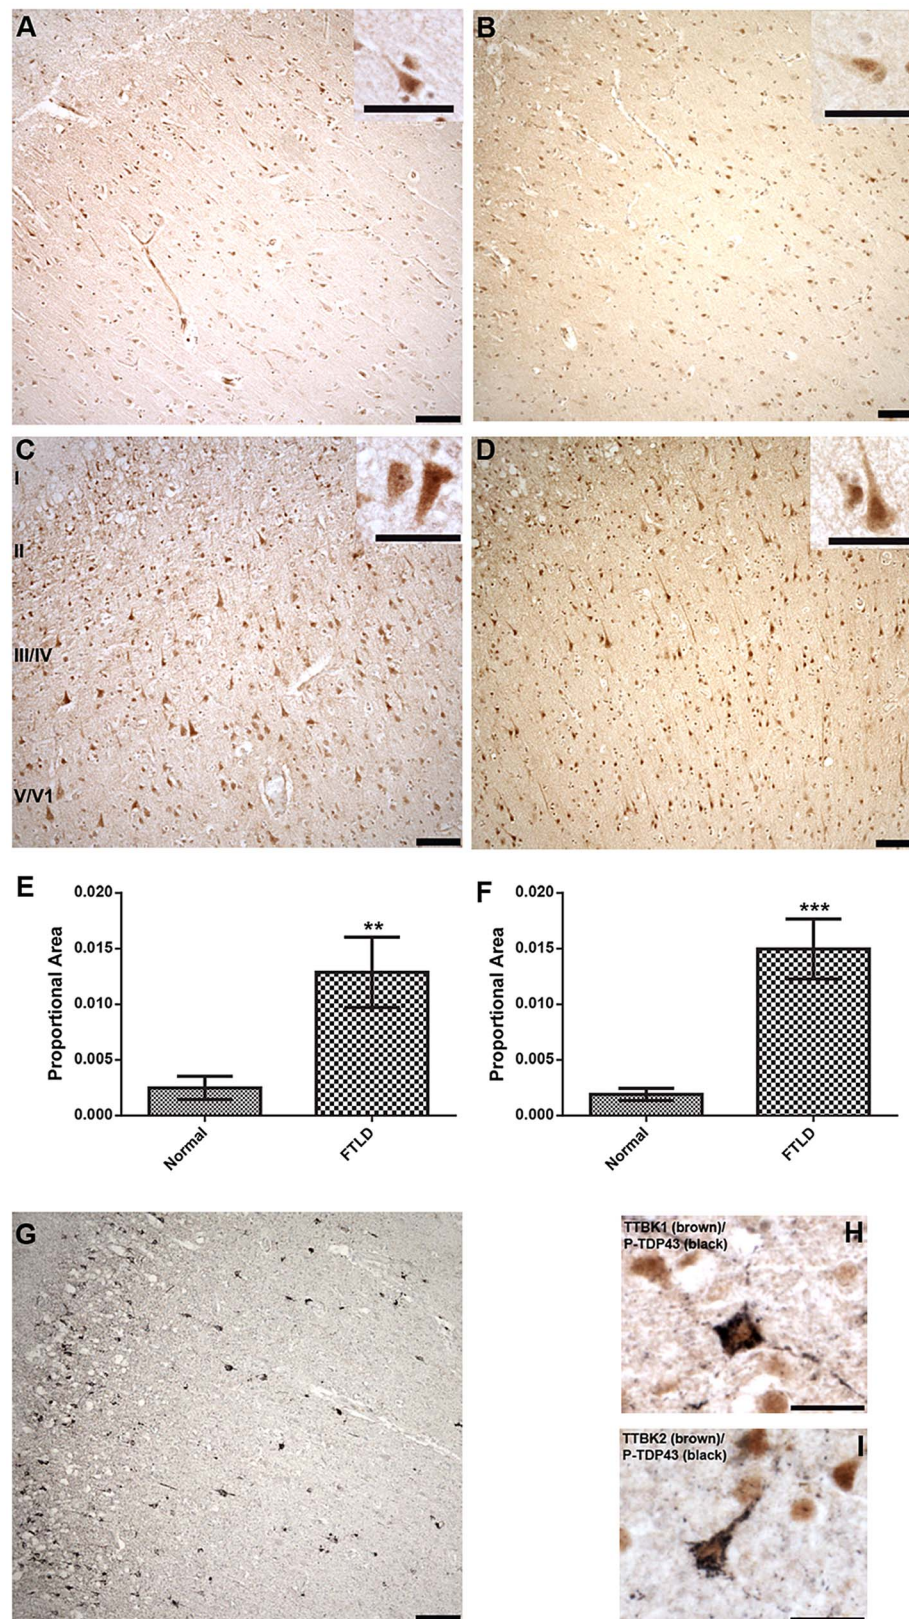 A
B
C
I
II
III/IV
V/V1
D
E
0.020
0.015
0.010
0.005
0.000
Proportional Area
**
Normal
FTLD
F
0.020
0.015
0.010
0.005
0.000
Proportional Area
***
Normal
FTLD
G
TTBK1 (brown)/
P-TDP43 (black)
H
TTBK2 (brown)/
P-TDP43 (black)
I